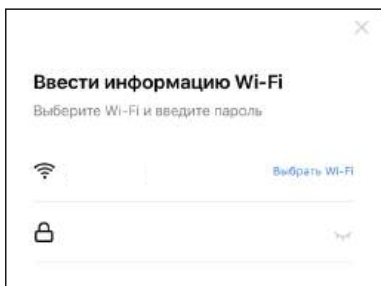 Ввести информацию Wi-Fi
Выберите Wi-Fi и введите пароль
Выбрать Wi-Fi